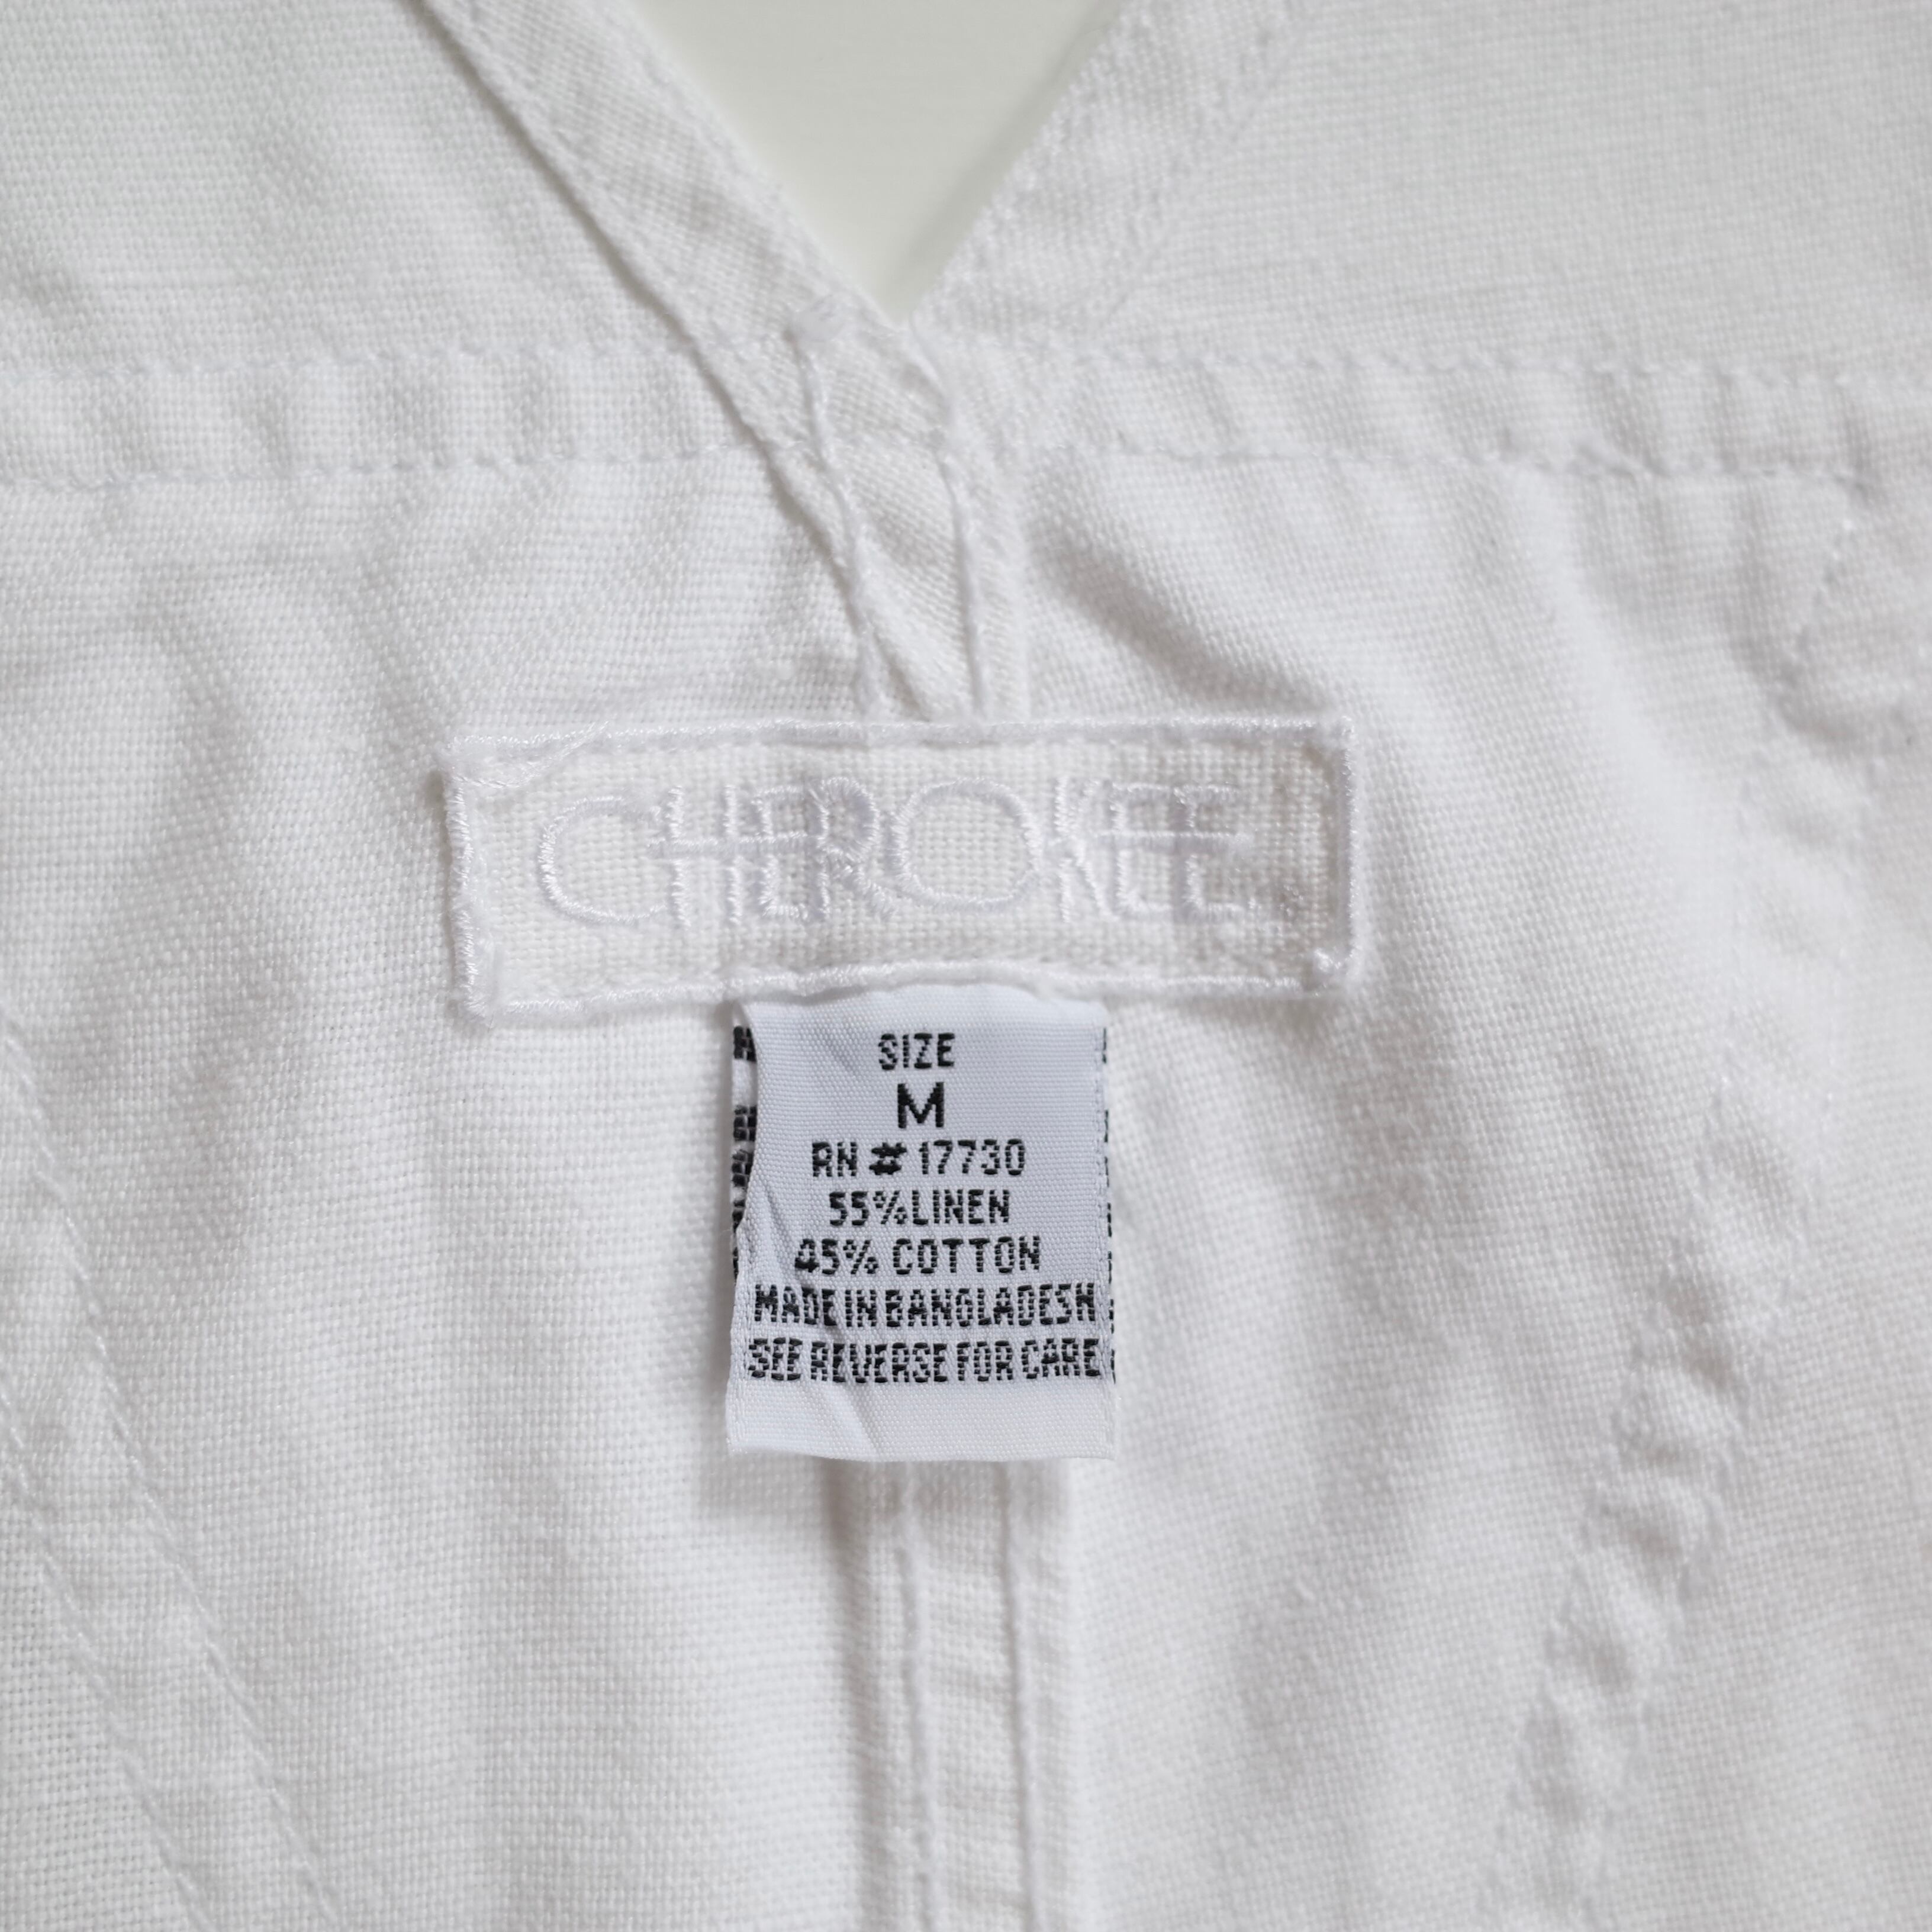 CHEROKEE
SIZE
M
RN # 17730
55%LINEN
45% COTTON
MADE IN BANGLADESH
SEE REVERSE FOR CARE